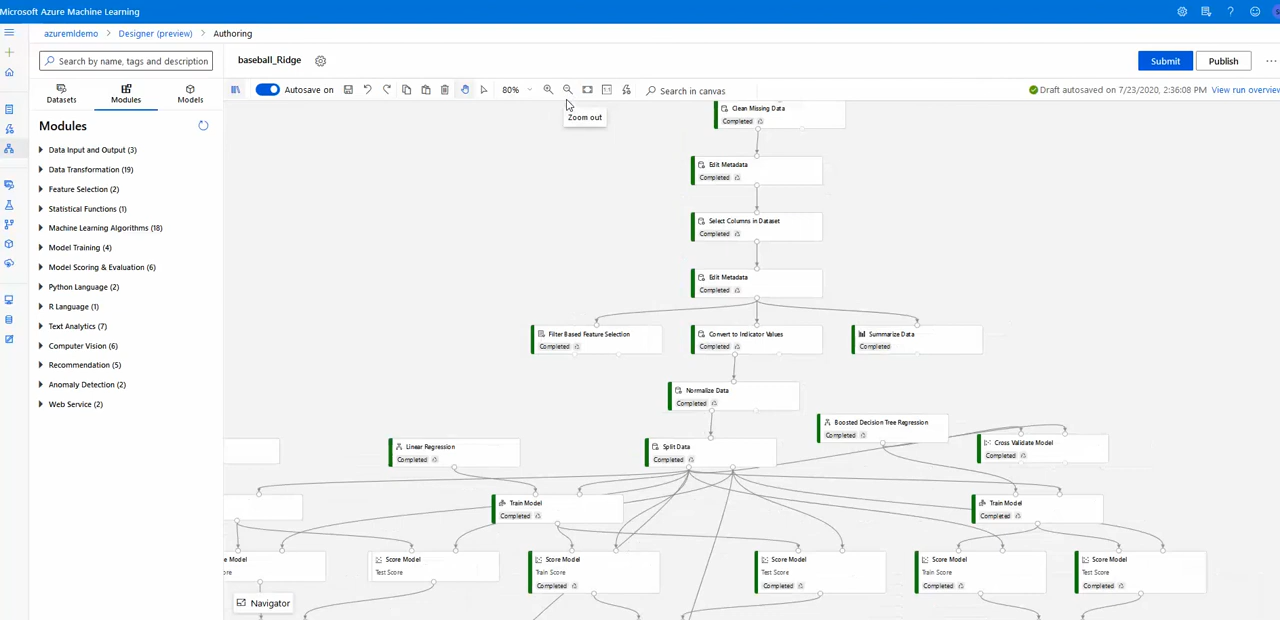 Microsoft Azure Machine Learning
azuremldemo > Designer (preview) > Authoring
Search by name, tags and description
baseball_Ridge
Submit
Publish
Datasets
Modules
Models
Autosave on
80%
Search in canvas
Draft autosaved on 7/23/2020, 2:36:08 PM
View run overview
Zoom out
Modules
Data Input and Output (3)
Data Transformation (19)
Feature Selection (2)
Statistical Functions (1)
Machine Learning Algorithms (18)
Model Training (4)
Model Scoring & Evaluation (6)
Python Language (2)
R Language (1)
Text Analytics (7)
Computer Vision (6)
Recommendation (5)
Anomaly Detection (2)
Web Service (2)
Clean Missing Data
Completed
Edit Metadata
Completed
Select Columns in Dataset
Completed
Edit Metadata
Completed
Filter Based Feature Selection
Completed
Convert to Indicator Values
Completed
Summarize Data
Completed
Normalize Data
Completed
Boosted Decision Tree Regression
Completed
Linear Regression
Completed
Split Data
Completed
Cross Validate Model
Completed
Train Model
Completed
Train Model
Completed
Model
Score Model
Test Score
Score Model
Train Score
Completed
Score Model
Test Score
Completed
Score Model
Train Score
Completed
Score Model
Test Score
Completed
Navigator